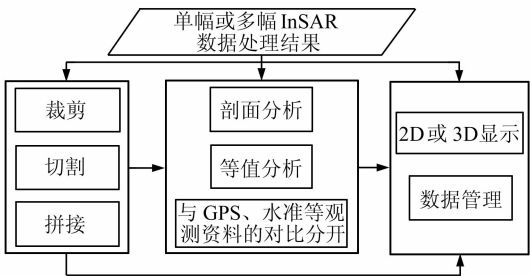 单幅或多幅 InSAR
数据处理结果
裁剪
切割
拼接
剖面分析
等值分析
与 GPS、水准等观
测资料的对比分开
2D 或 3D 显示
数据管理